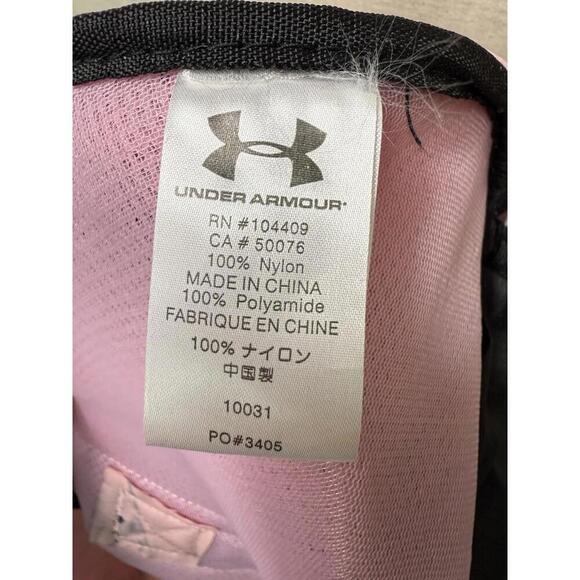 UNDER ARMOUR
RN #104409
CA # 50076
100% Nylon
MADE IN CHINA
100% Polyamide
FABRIQUE EN CHINE
100% ナイロン
中国製
10031
PO#3405